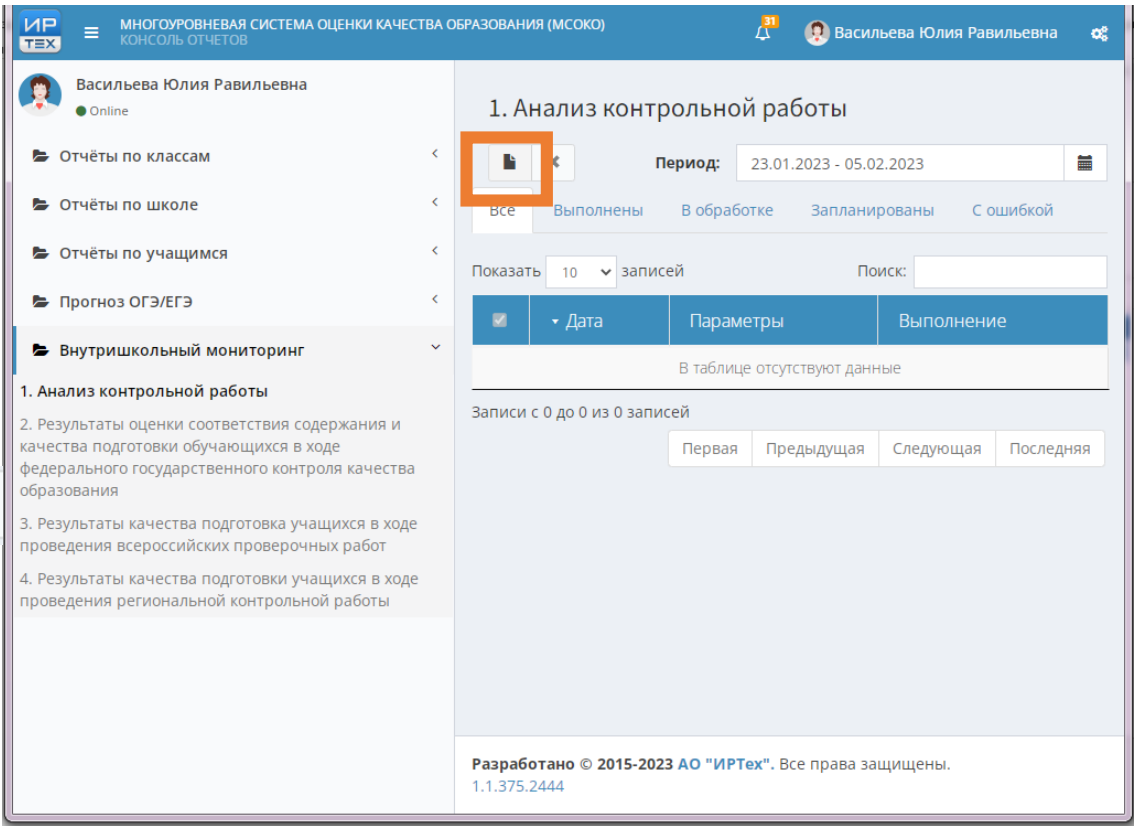 ИР
ТЕХ
МНОГОУРОВНЕВАЯ СИСТЕМА ОЦЕНКИ КАЧЕСТВА ОБРАЗОВАНИЯ (МСОКО)
КОНСОЛЬ ОТЧЕТОВ
31
Васильева Юлия Равильевна
Васильева Юлия Равильевна
Online
Отчёты по классам
Отчёты по школе
Отчёты по учащимся
Прогноз ОГЭ/ЕГЭ
Внутришкольный мониторинг
1. Анализ контрольной работы
2. Результаты оценки соответствия содержания и
качества подготовки обучающихся в ходе
федерального государственного контроля качества
образования
3. Результаты качества подготовка учащихся в ходе
проведения всероссийских проверочных работ
4. Результаты качества подготовки учащихся в ходе
проведения региональной контрольной работы
1. Анализ контрольной работы
Период: 23.01.2023 - 05.02.2023
Все Выполнены В обработке Запланированы С ошибкой
Показать 10 записей Поиск:
Дата Параметры Выполнение
В таблице отсутствуют данные
Записи с 0 до 0 из 0 записей
Первая Предыдущая Следующая Последняя
Разработано © 2015-2023 АО "ИРТех". Все права защищены.
1.1.375.2444